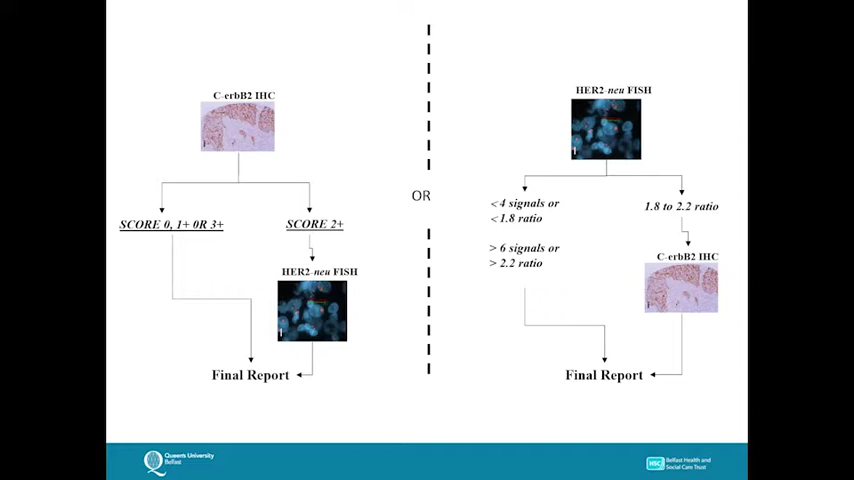 C-erbB2 IHC
SCORE 0, 1+ 0R 3+
SCORE 2+
HER2-neu FISH
Final Report
OR
HER2-neu FISH
< 4 signals or
< 1.8 ratio
> 6 signals or
> 2.2 ratio
1.8 to 2.2 ratio
C-erbB2 IHC
Final Report
Queen's University
Belfast
HSC
Belfast Health and
Social Care Trust